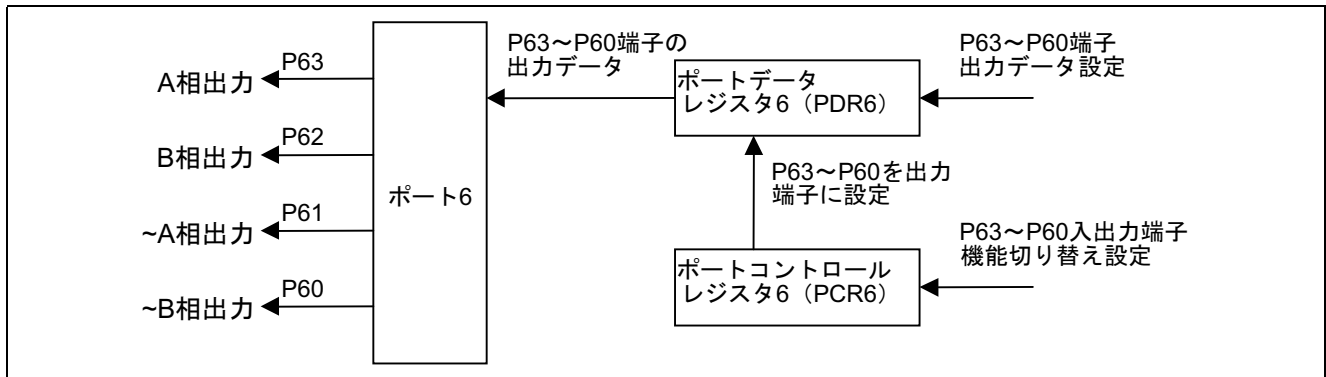 P63～P60端子の
出力データ
P63～P60端子
出力データ設定
P63
A相出力
ポートデータ
レジスタ6（PDR6）
P62
B相出力
P63～P60を出力
端子に設定
ポート6
P61
~A相出力
P63～P60入出力端子
機能切り替え設定
ポートコントロール
レジスタ6（PCR6）
P60
~B相出力